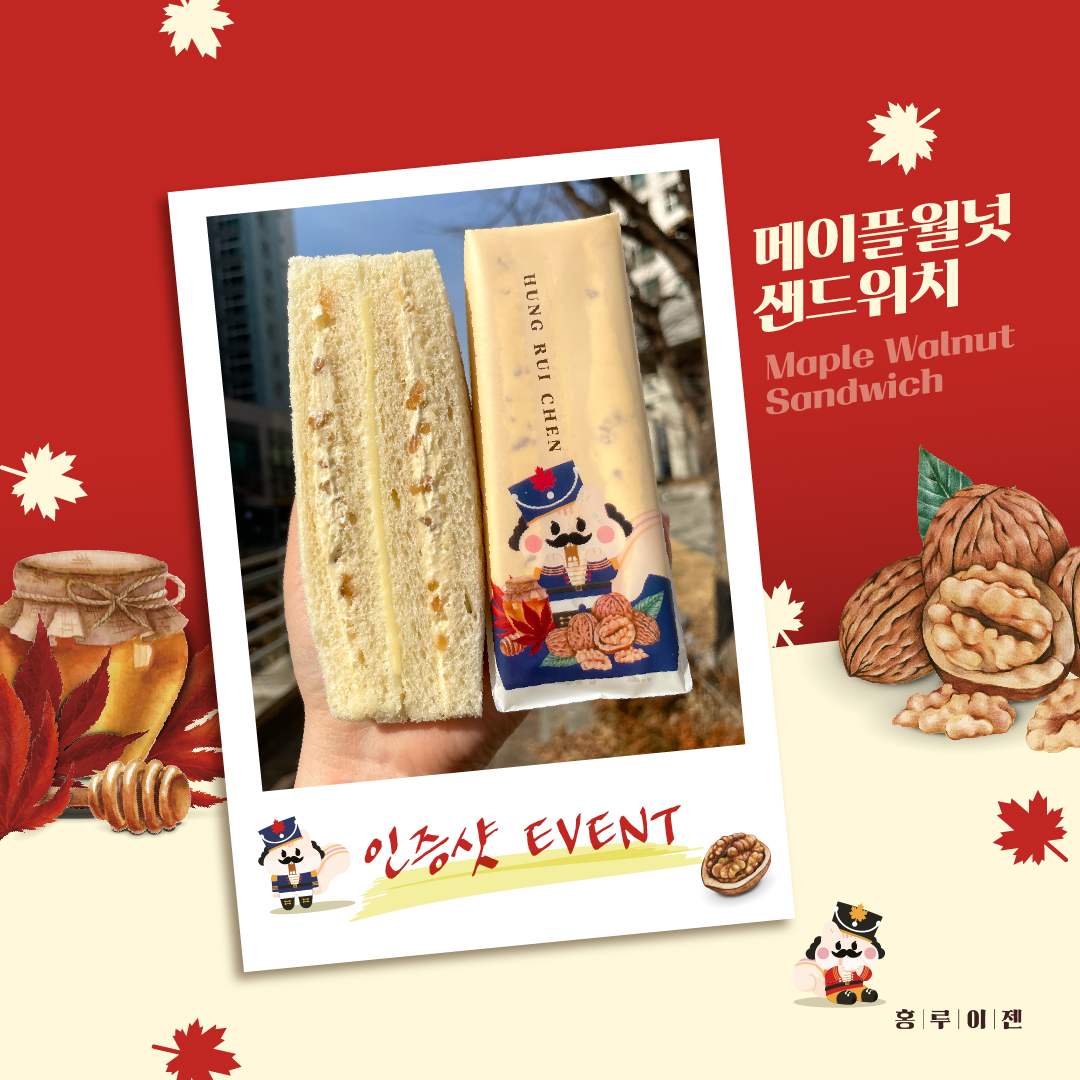 메이플월넛
샌드위치
Maple Walnut
Sandwich
HUNG RUI CHEN
인증샷 EVENT
홍|루|이|젠